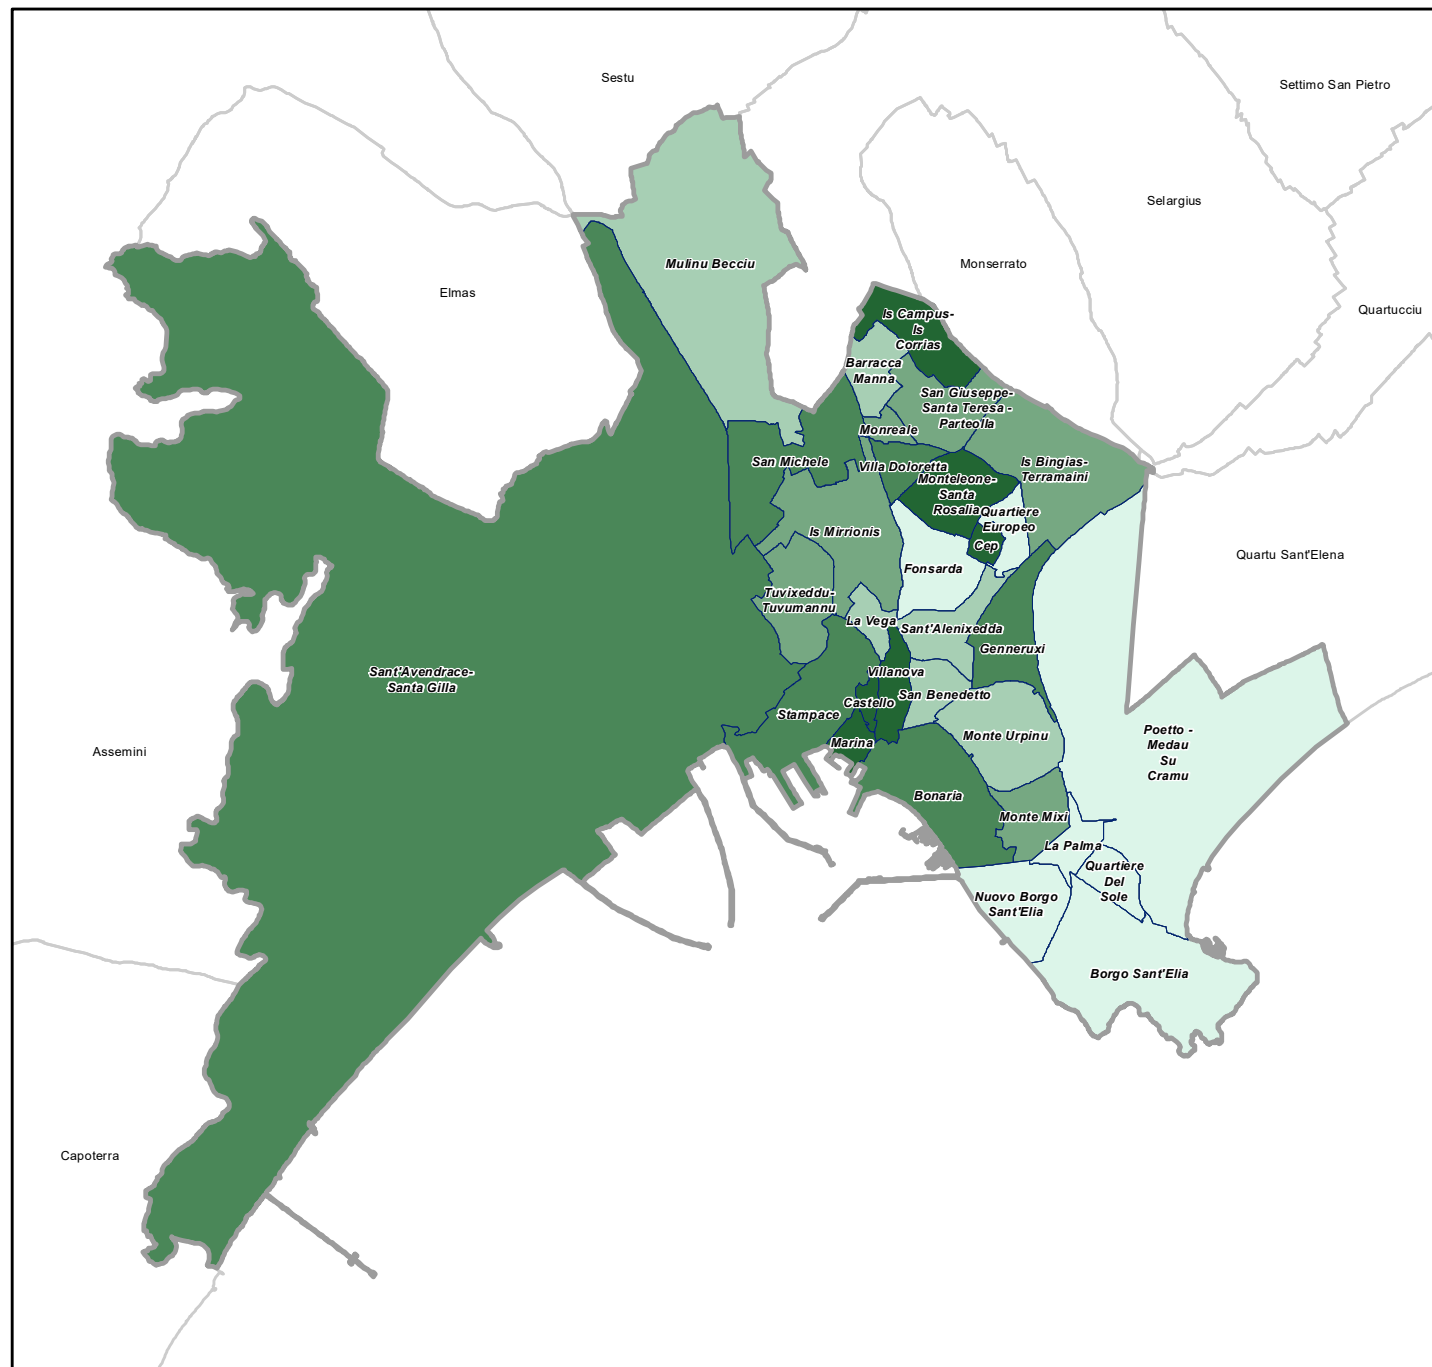 Sestu
Settimo San Pietro
Selargius
Mulinu Becciu
Monserrato
Elmas
Quartucciu
Is Campus-
Is
Corrias
Barracca
Manna
San Giuseppe-
Santa Teresa -
Parteolla
Monreale
San Michele
Villa Doloretta
Is Bingias-
Terramaini
Monteleone-
Santa
Rosalia
Quartiere
Europeo
Is Mirrionis
Cep
Quartu Sant'Elena
Fonsarda
Tuvixeddu-
Tuvumannu
La Vega
Sant'Alenixedda
Genneruxi
Sant'Avendrace-
Santa Gilla
Villanova
San Benedetto
Castello
Stampace
Marina
Monte Urpinu
Poetto -
Medau
Su
Cramu
Assemini
Bonaria
Monte Mixi
La Palma
Quartiere
Del
Sole
Nuovo Borgo
Sant'Elia
Borgo Sant'Elia
Capoterra